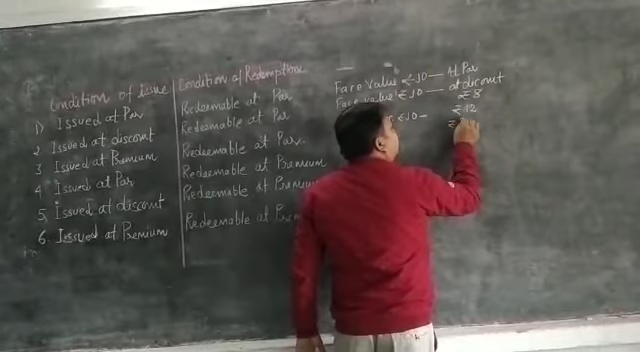 Condition of issue
Condition of Redemption
1) Issued at Par
Redeemable at Par
2 Issued at discount
Redeemable at Par
3 Issued at Premium
Redeemable at Par
4 Issued at Par
Redeemable at Premium
5, Issued at discount
Redeemable at Premium
6. Issued at Premium
Redeemable at
Face Value ₹10 — At Par
Face Value ₹10 — at discount
₹8
₹10 —
₹12
₹